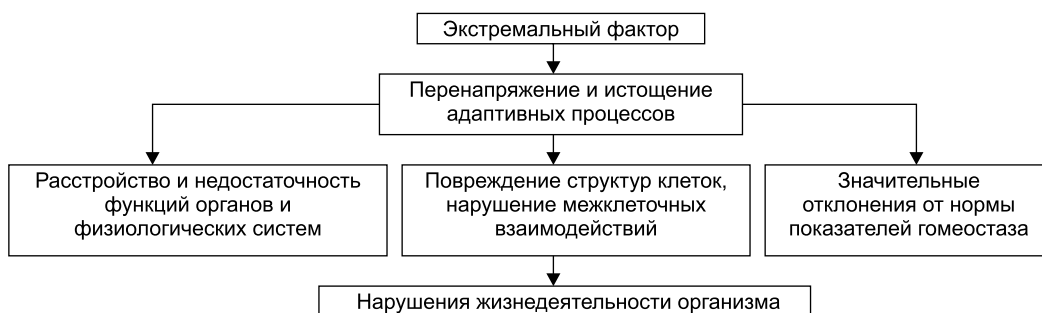 Экстремальный фактор
Перенапряжение и истощение
адаптивных процессов
Расстройство и недостаточность
функций органов и
физиологических систем
Повреждение структур клеток,
нарушение межклеточных
взаимодействий
Значительные
отклонения от нормы
показателей гомеостаза
Нарушения жизнедеятельности организма